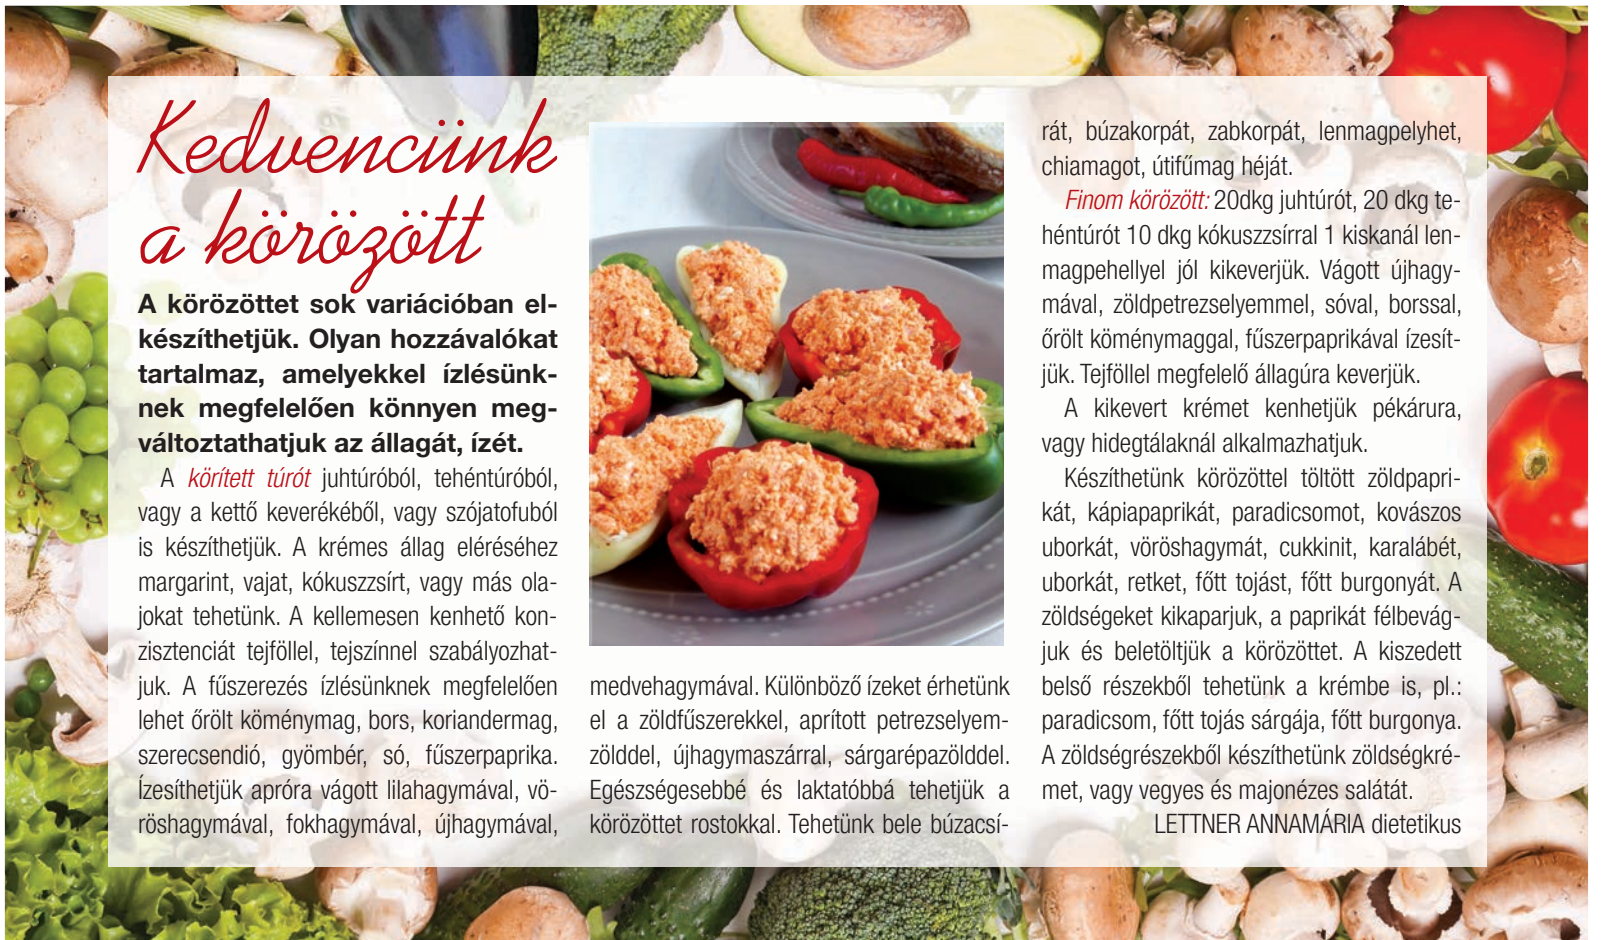 Kedvencünk
a körözött
A körözöttet sok variációban el-
készíthetjük. Olyan hozzávalókat
tartalmaz, amelyekkel ízlésünk-
nek megfelelően könnyen meg-
változtathatjuk az állagát, ízét.
A körített túrót juhtúróból, tehéntúróból,
vagy a kettő keverékéből, vagy szójatofuból
is készíthetjük. A krémes állag eléréséhez
margarint, vajat, kókuszzsírt, vagy más ola-
jokat tehetünk. A kellemesen kenhető kon-
zisztenciát tejföllel, tejszínnel szabályozhat-
juk. A fűszerezés ízlésünknek megfelelően
lehet őrölt köménymag, bors, koriandermag,
szerecsendió, gyömbér, só, fűszerpaprika.
Ízesíthetjük apróra vágott lilahagymával, vö-
röshagymával, fokhagymával, újhagymával,
medvehagymával. Különböző ízeket érhetünk
el a zöldfűszerekkel, aprított petrezselyem-
zölddel, újhagymaszárral, sárgarépazölddel.
Egészségesebbé és laktatóbbá tehetjük a
körözöttet rostokkal. Tehetünk bele búzacsí-
rát, búzakorpát, zabkorpát, lenmagpelyhet,
chiamagot, útifűmag héját.
Finom körözött: 20dkg juhtúrót, 20 dkg te-
héntúrót 10 dkg kókuszzsírral 1 kiskanál len-
magpehellyel jól kikeverjük. Vágott újhagy-
mával, zöldpetrezselyemmel, sóval, borssal,
őrölt köménymaggal, fűszerpaprikával ízesít-
jük. Tejföllel megfelelő állagúra keverjük.
A kikevert krémet kenhetjük pékárura,
vagy hidegtálaknál alkalmazhatjuk.
Készíthetünk körözöttel töltött zöldpapri-
kát, kápiapaprikát, paradicsomot, kovászos
uborkát, vöröshagymát, cukkinit, karalábét,
uborkát, retket, főtt tojást, főtt burgonyát. A
zöldségeket kikaparjuk, a paprikát félbevág-
juk és beletöltjük a körözöttet. A kiszedett
belső részekből tehetünk a krémbe is, pl.:
paradicsom, főtt tojás sárgája, főtt burgonya.
A zöldségrészekből készíthetünk zöldségkré-
met, vagy vegyes és majonézes salátát.
LETTNER ANNAMÁRIA dietetikus